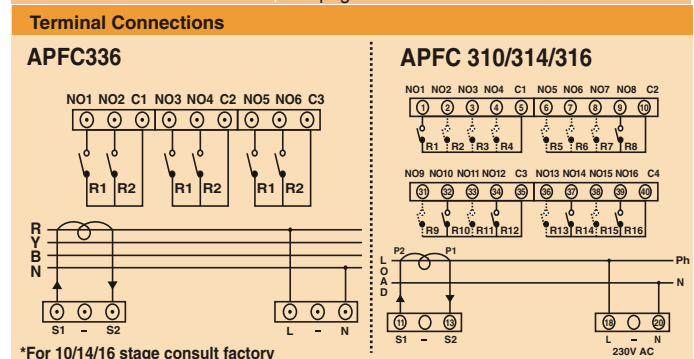 Terminal Connections
APFC336
NO1 NO2 C1 NO3 NO4 C2 NO5 NO6 C3
R1 R2 R1 R2 R1 R2
R
Y
B
N
S1 – S2
L – N
*For 10/14/16 stage consult factory
APFC 310/314/316
NO1 NO2 NO3 NO4 C1 NO5 NO6 NO7 NO8 C2
1 2 3 4 5 6 7 8 9 10
R1 R2 R3 R4 R5 R6 R7 R8
NO9 NO10 NO11 NO12 C3 NO13 NO14 NO15 NO16 C4
31 32 33 34 35 36 37 38 39 40
R9 R10 R11 R12 R13 R14 R15 R16
P2 P1
LOAD
Ph
N
11 13
S1 – S2
18 20
L – N
230V AC